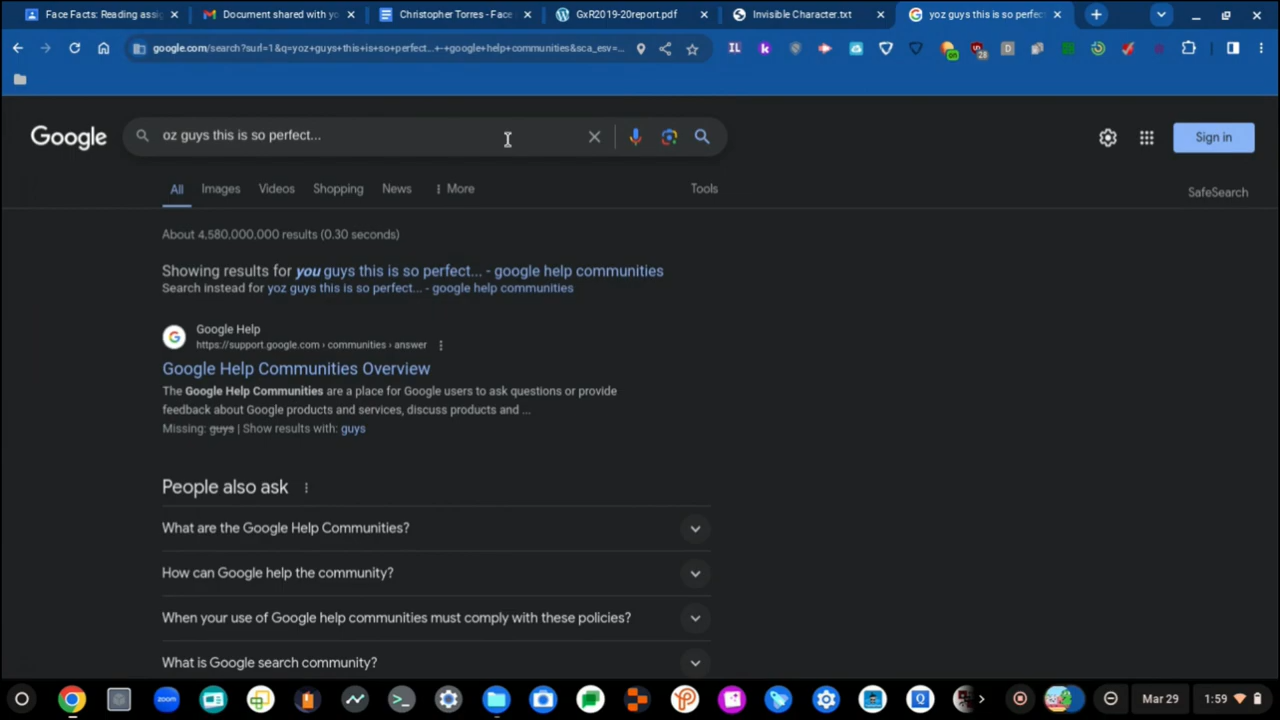 Face Facts: Reading assig
Document shared with yo
Christopher Torres - Face
GxR2019-20report.pdf
Invisible Character.txt
yoz guys this is so perfec
google.com/search?surl=1&q=yoz+guys+this+is+so+perfect...+-+google+help+communities&sca_esv=...
IL
k
on
28
D
Google
oz guys this is so perfect...
Sign in
All
Images
Videos
Shopping
News
More
Tools
SafeSearch
About 4,580,000,000 results (0.30 seconds)
Showing results for you guys this is so perfect... - google help communities
Search instead for yoz guys this is so perfect... - google help communities
Google Help
https://support.google.com › communities › answer
Google Help Communities Overview
The Google Help Communities are a place for Google users to ask questions or provide
feedback about Google products and services, discuss products and ...
Missing: guys | Show results with: guys
People also ask
What are the Google Help Communities?
How can Google help the community?
When your use of Google help communities must comply with these policies?
What is Google search community?
zoom
Q
Mar 29
1:59